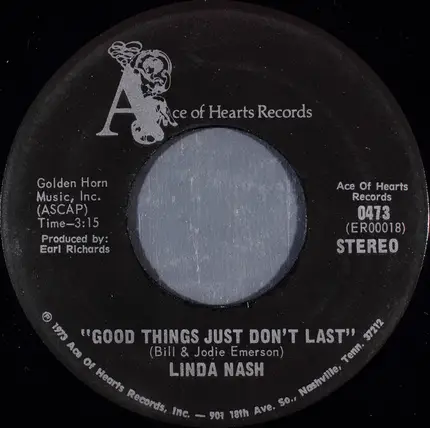 Ace of Hearts Records
Golden Horn
Music, Inc.
(ASCAP)
Time—3:15
Produced by:
Earl Richards
Ace Of Hearts
Records
0473
(ER00018)
STEREO
"GOOD THINGS JUST DON'T LAST"
(Bill & Jodie Emerson)
LINDA NASH
℗ 1973 Ace Of Hearts Records, Inc. — 901 18th Ave. So., Nashville, Tenn. 37212